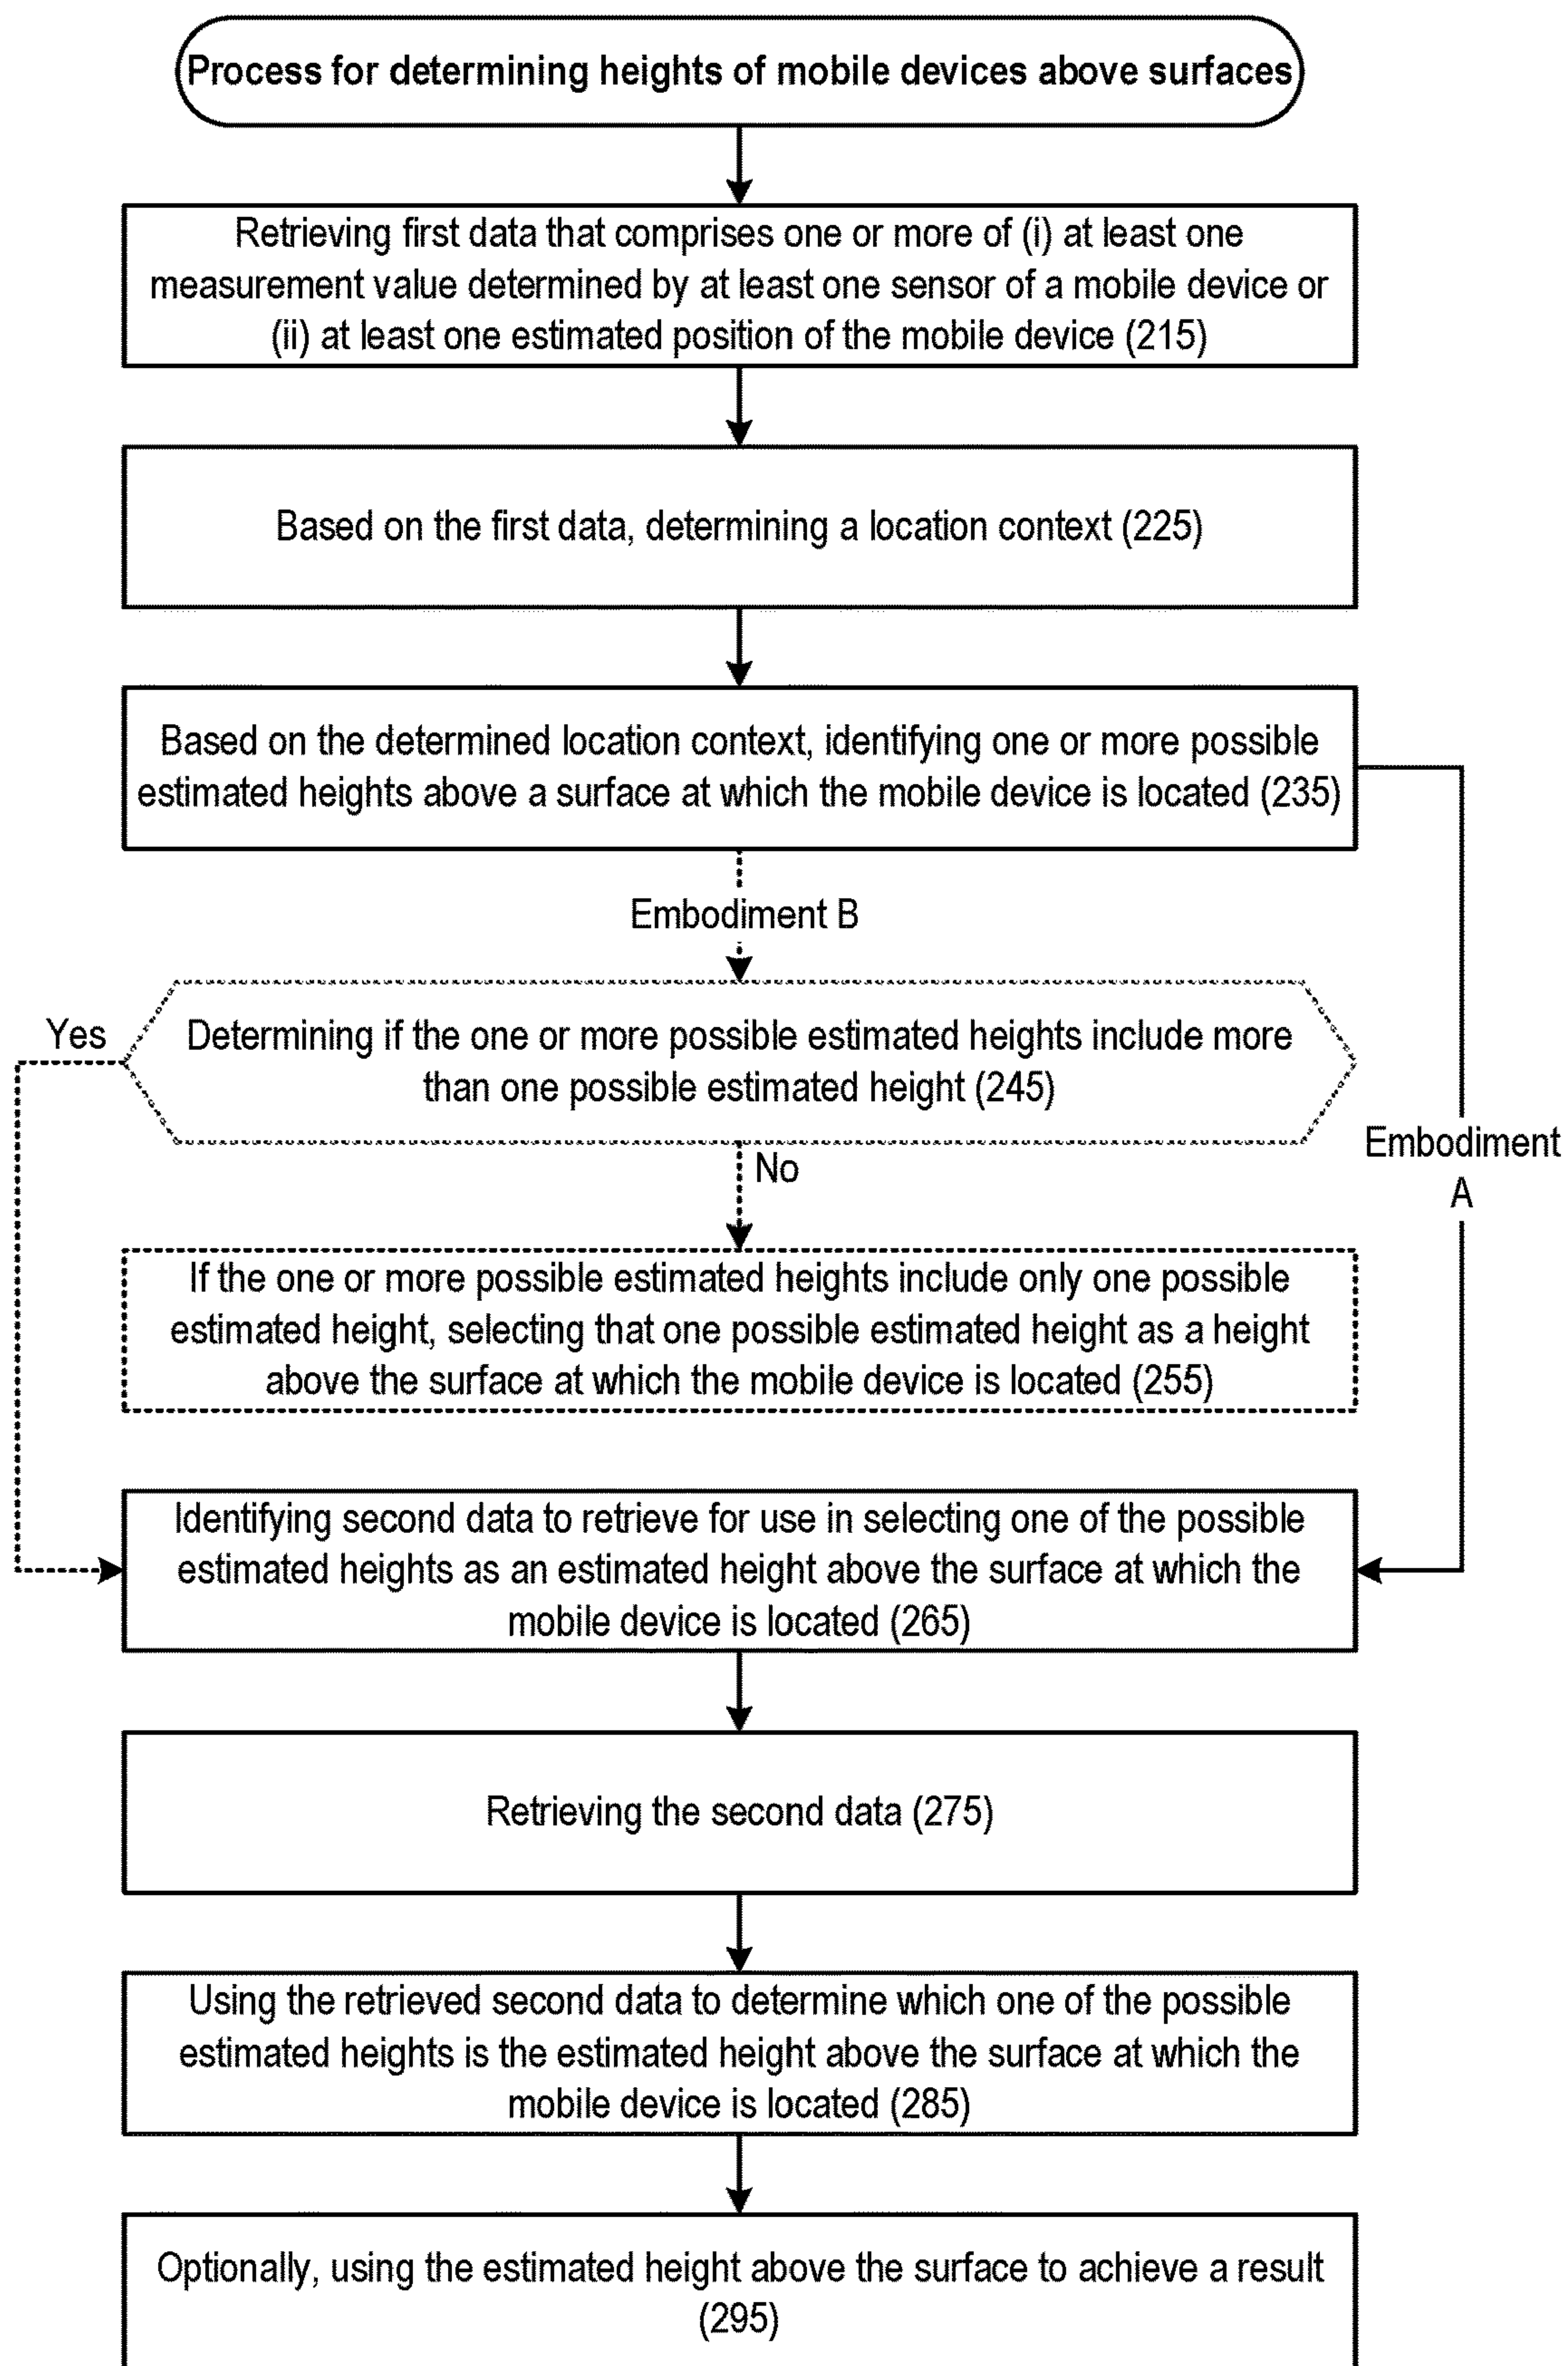 Process for determining heights of mobile devices above surfaces
Retrieving first data that comprises one or more of (i) at least one
measurement value determined by at least one sensor of a mobile device or
(ii) at least one estimated position of the mobile device (215)
Based on the first data, determining a location context (225)
Based on the determined location context, identifying one or more possible
estimated heights above a surface at which the mobile device is located (235)
Embodiment B
Yes
Determining if the one or more possible estimated heights include more
than one possible estimated height (245)
Embodiment
A
No
If the one or more possible estimated heights include only one possible
estimated height, selecting that one possible estimated height as a height
above the surface at which the mobile device is located (255)
Identifying second data to retrieve for use in selecting one of the possible
estimated heights as an estimated height above the surface at which the
mobile device is located (265)
Retrieving the second data (275)
Using the retrieved second data to determine which one of the possible
estimated heights is the estimated height above the surface at which the
mobile device is located (285)
Optionally, using the estimated height above the surface to achieve a result
(295)